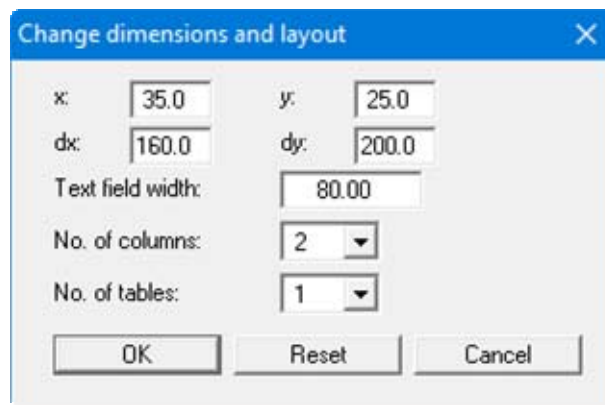 Change dimensions and layout
x: 35.0 y: 25.0
dx: 160.0 dy: 200.0
Text field width: 80.00
No. of columns: 2
No. of tables: 1
OK Reset Cancel